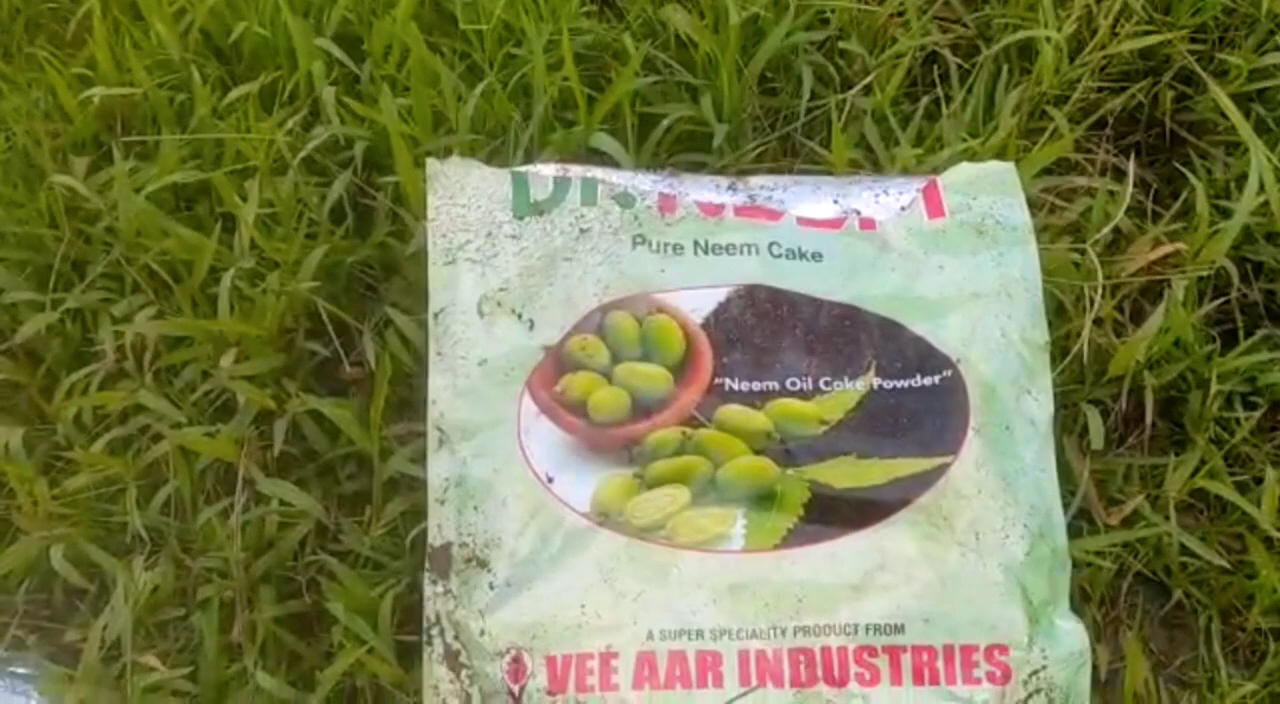 Pure Neem Cake
"Neem Oil Cake Powder"
A SUPER SPECIALITY PRODUCT FROM
VEE AAR INDUSTRIES